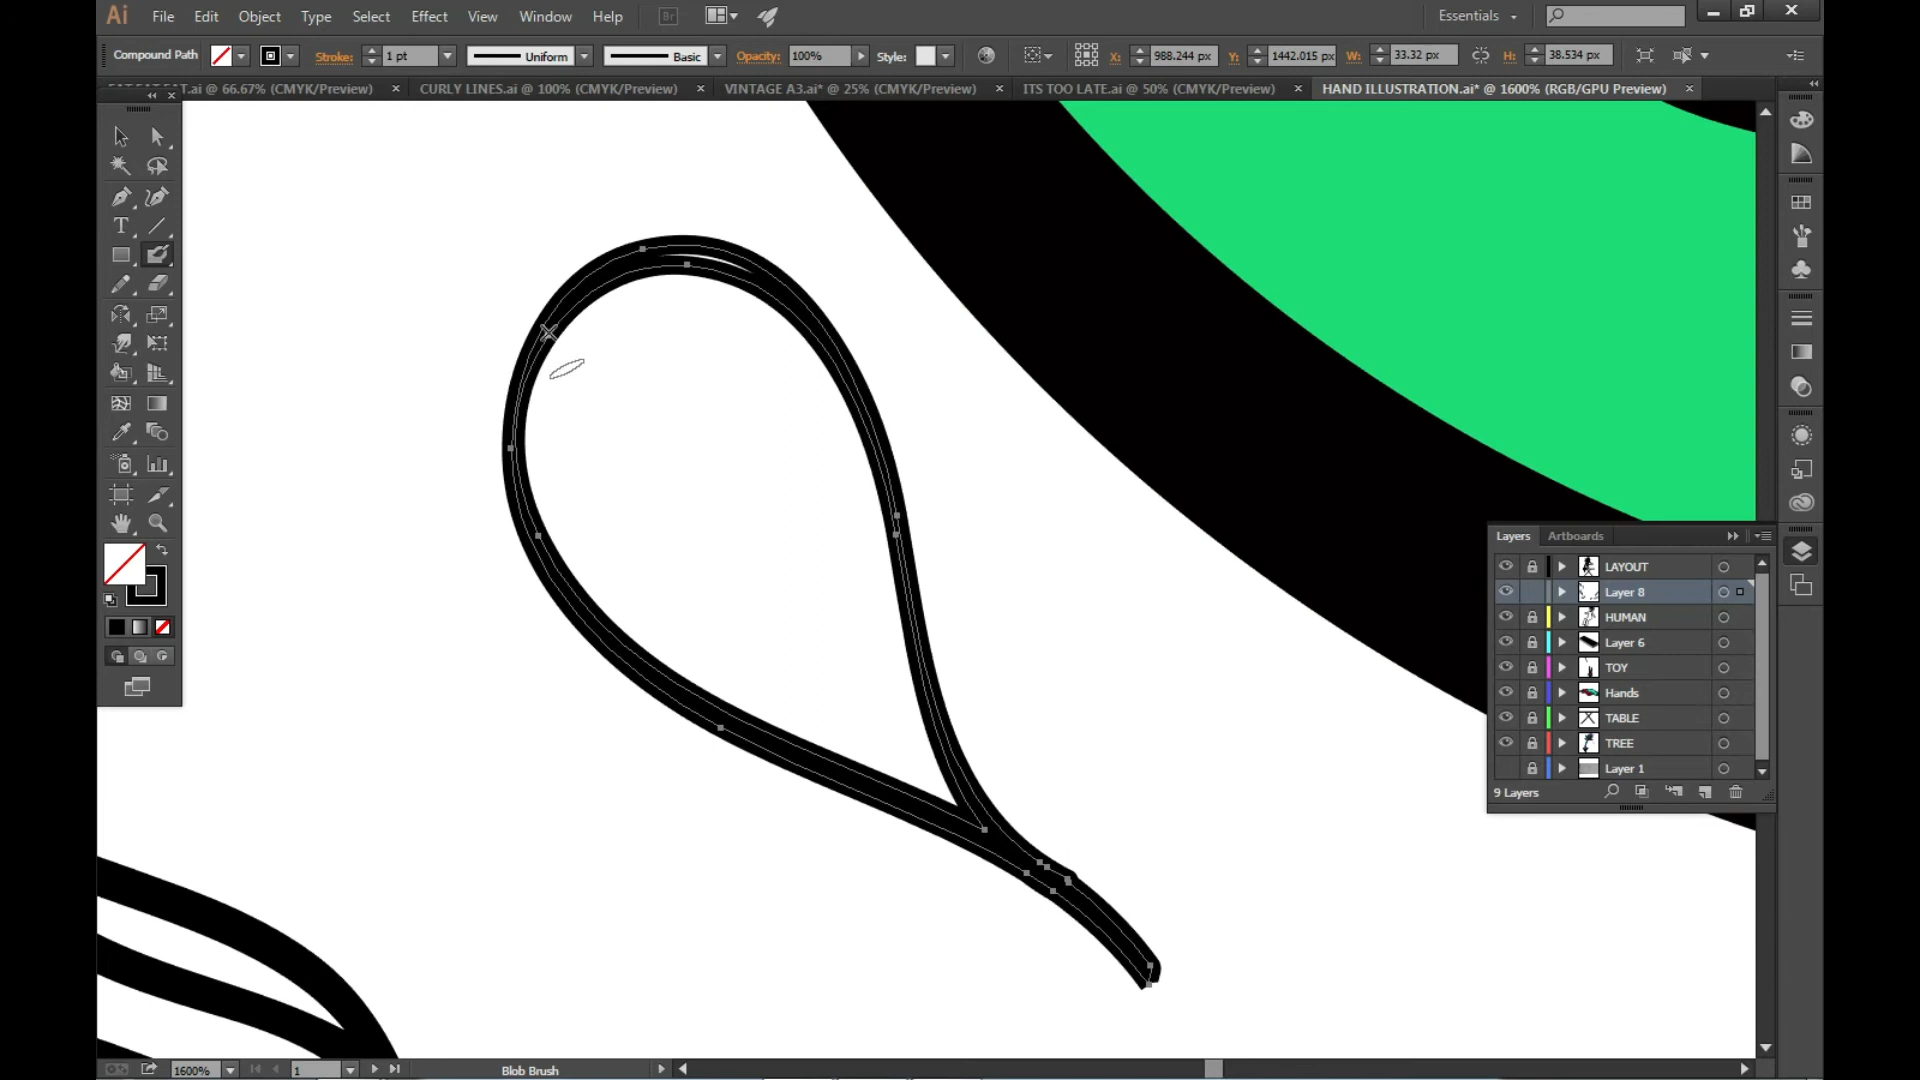 Ai File Edit Object Type Select Effect View Window Help Br Essentials
Compound Path Stroke: 1 pt Uniform Basic Opacity: 100% Style: X: 988.244 px Y: 1442.015 px W: 33.32 px H: 38.534 px
T.ai @ 66.67% (CMYK/Preview) CURLY LINES.ai @ 100% (CMYK/Preview) VINTAGE A3.ai* @ 25% (CMYK/Preview) ITS TOO LATE.ai @ 50% (CMYK/Preview) HAND ILLUSTRATION.ai* @ 1600% (RGB/GPU Preview)
Layers Artboards
LAYOUT
Layer 8
HUMAN
Layer 6
TOY
Hands
TABLE
TREE
Layer 1
9 Layers
1600% 1 Blob Brush